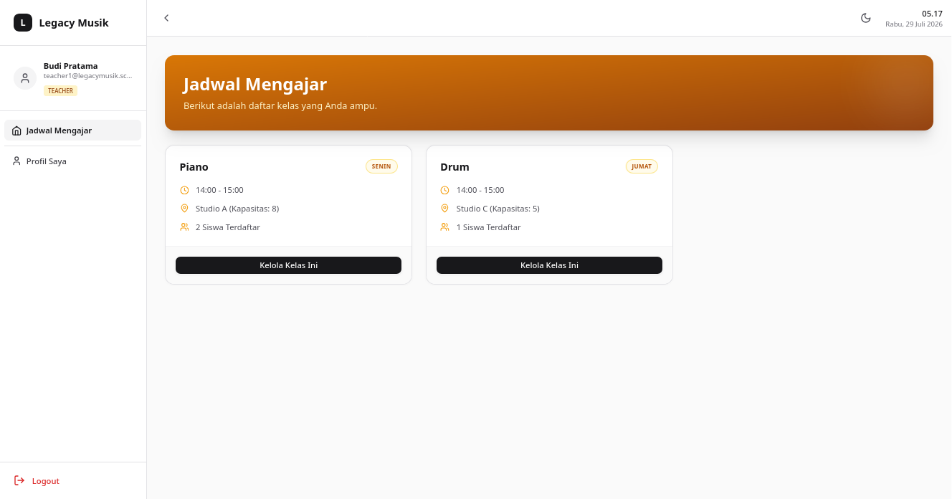 L Legacy Musik
Budi Pratama
teacher1@legacymusik.sc...
TEACHER
Jadwal Mengajar
Profil Saya
Logout
05.17
Rabu, 29 Juli 2026
Jadwal Mengajar
Berikut adalah daftar kelas yang Anda ampu.
Piano SENIN
14:00 - 15:00
Studio A (Kapasitas: 8)
2 Siswa Terdaftar
Kelola Kelas Ini
Drum JUMAT
14:00 - 15:00
Studio C (Kapasitas: 5)
1 Siswa Terdaftar
Kelola Kelas Ini